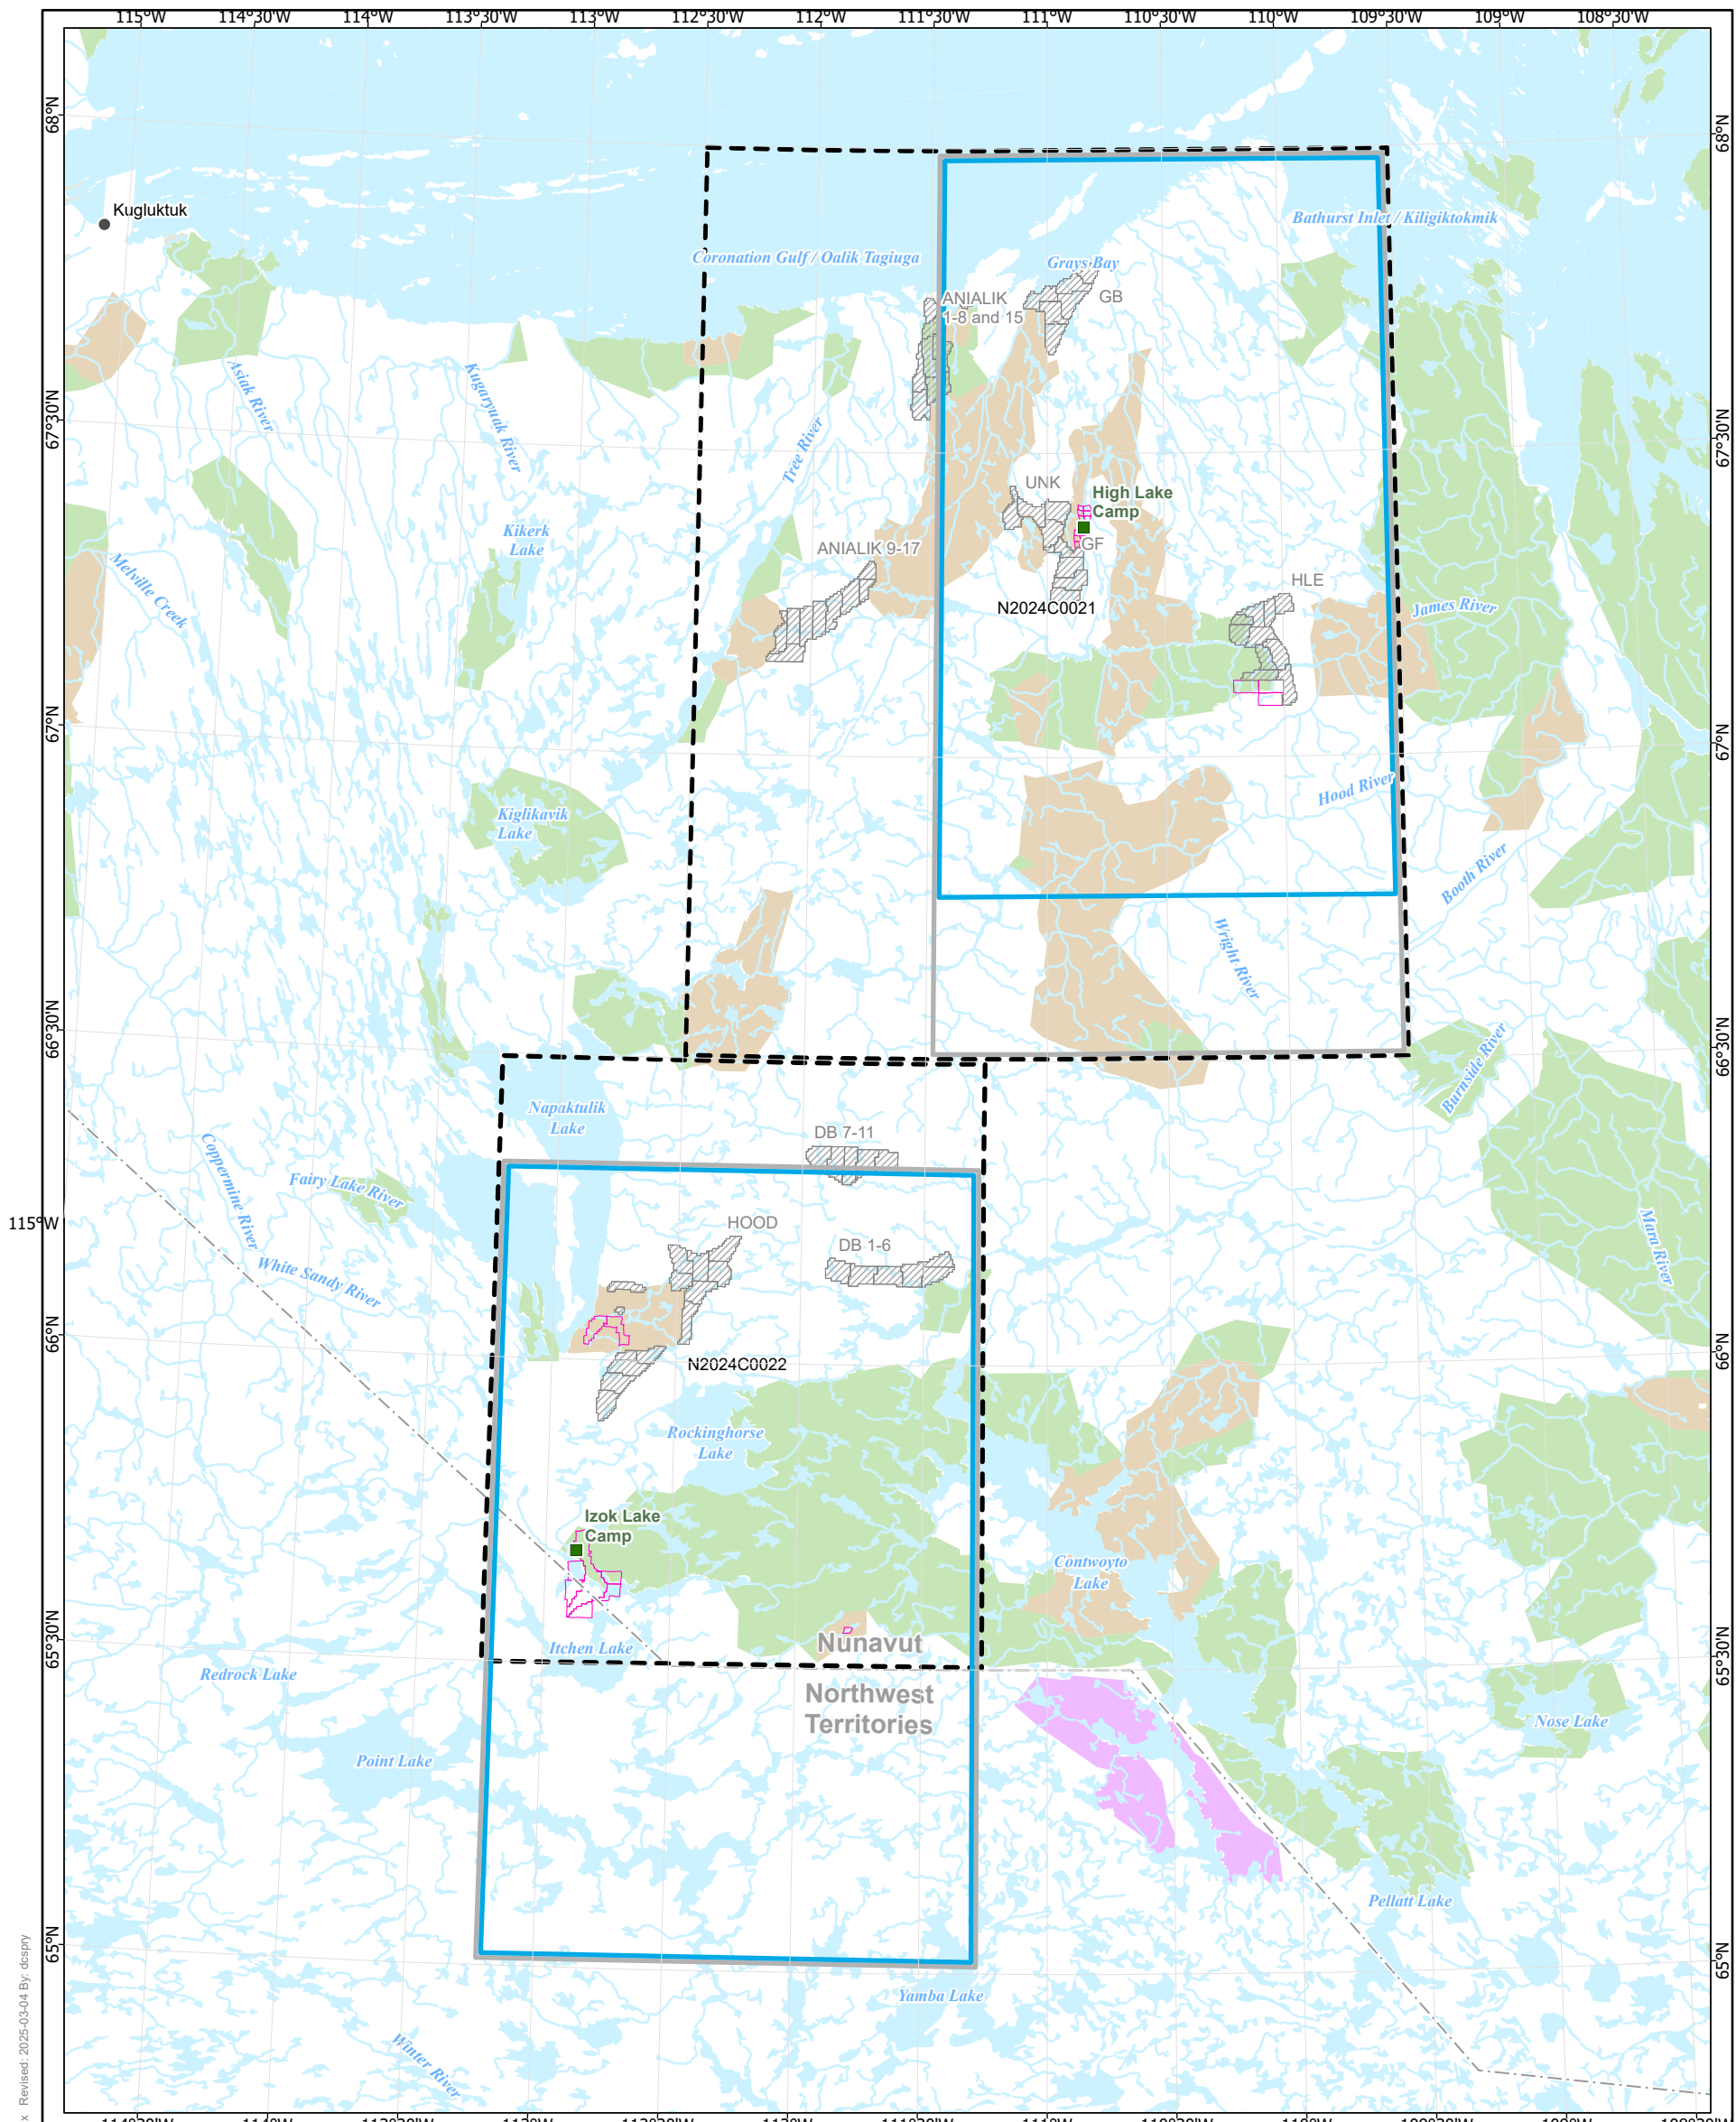 115°W 114°30'W 114°W 113°30'W 113°W 112°30'W 112°W 111°30'W 111°W 110°30'W 110°W 109°30'W 109°W 108°30'W
68°N
68°N
Kugluktuk
Bathurst Inlet / Kiligiktokmik
Coronation Gulf / Oalik Tagiuga
Grays Bay
GB
ANIALIK
1-8 and 15
Asiak River
Kugaryuak River
67°30'N
Tree River
67°30'N
UNK
High Lake
Camp
Kikerk
Lake
GF
ANIALIK 9-17
Melville Creek
HLE
N2024C0021
James River
67°N
67°N
Hood River
Kiglikavik
Lake
Booth River
Wright River
66°30'N
66°30'N
Burnside River
Napaktulik
Lake
DB 7-11
Coppermine River
Fairy Lake River
115°W
HOOD
Mara River
DB 1-6
White Sandy River
66°N
66°N
N2024C0022
Rockinghorse
Lake
Izok Lake
Camp
Contwoyto
Lake
65°30'N
Itchen Lake
Nunavut
65°30'N
Redrock Lake
Northwest
Territories
Nose Lake
Point Lake
Pellatt Lake
65°N
65°N
Yamba Lake
Winter River
x Revised: 2025-03-04 By: dcspry